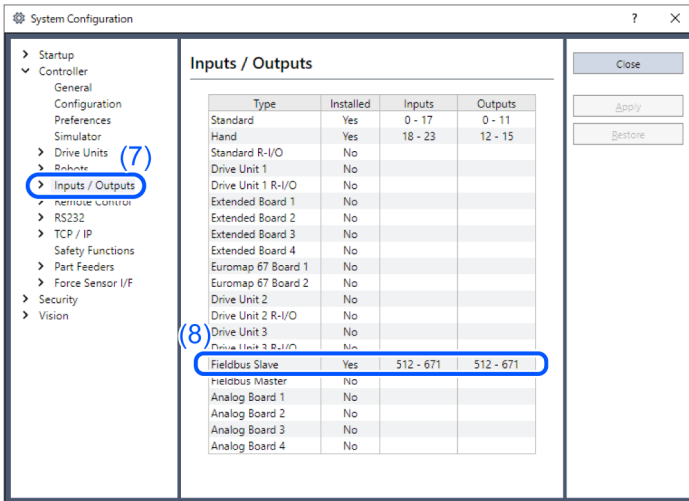 System Configuration
? ×
Startup
Controller
General
Configuration
Preferences
Simulator
Drive Units
(7)
Robots
Inputs / Outputs
Remote Control
RS232
TCP / IP
Safety Functions
Part Feeders
Force Sensor I/F
Security
Vision
Inputs / Outputs
Type Installed Inputs Outputs
Standard Yes 0 - 17 0 - 11
Hand Yes 18 - 23 12 - 15
Standard R-I/O No
Drive Unit 1 No
Drive Unit 1 R-I/O No
Extended Board 1 No
Extended Board 2 No
Extended Board 3 No
Extended Board 4 No
Euromap 67 Board 1 No
Euromap 67 Board 2 No
Drive Unit 2 No
Drive Unit 2 R-I/O No
(8)
Drive Unit 3 No
Drive Unit 3 R-I/O No
Fieldbus Slave Yes 512 - 671 512 - 671
Fieldbus Master No
Analog Board 1 No
Analog Board 2 No
Analog Board 3 No
Analog Board 4 No
Close
Apply
Restore